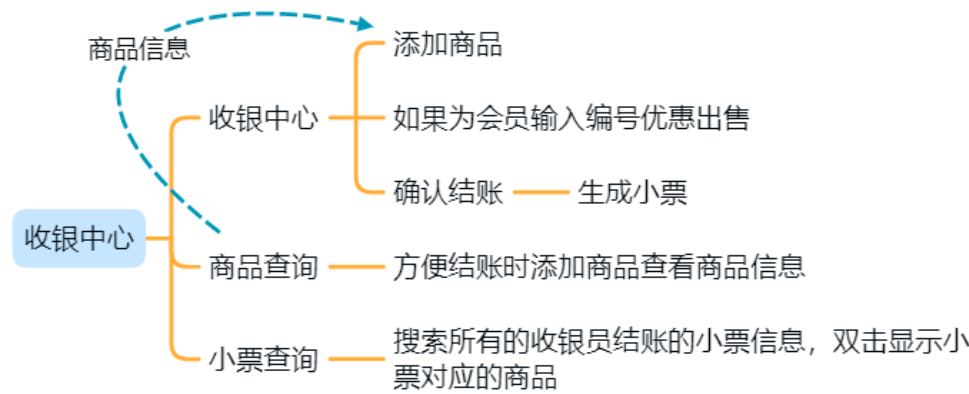 商品信息
添加商品
收银中心
如果为会员输入编号优惠出售
确认结账
生成小票
收银中心
商品查询
方便结账时添加商品查看商品信息
小票查询
搜索所有的收银员结账的小票信息，双击显示小
票对应的商品